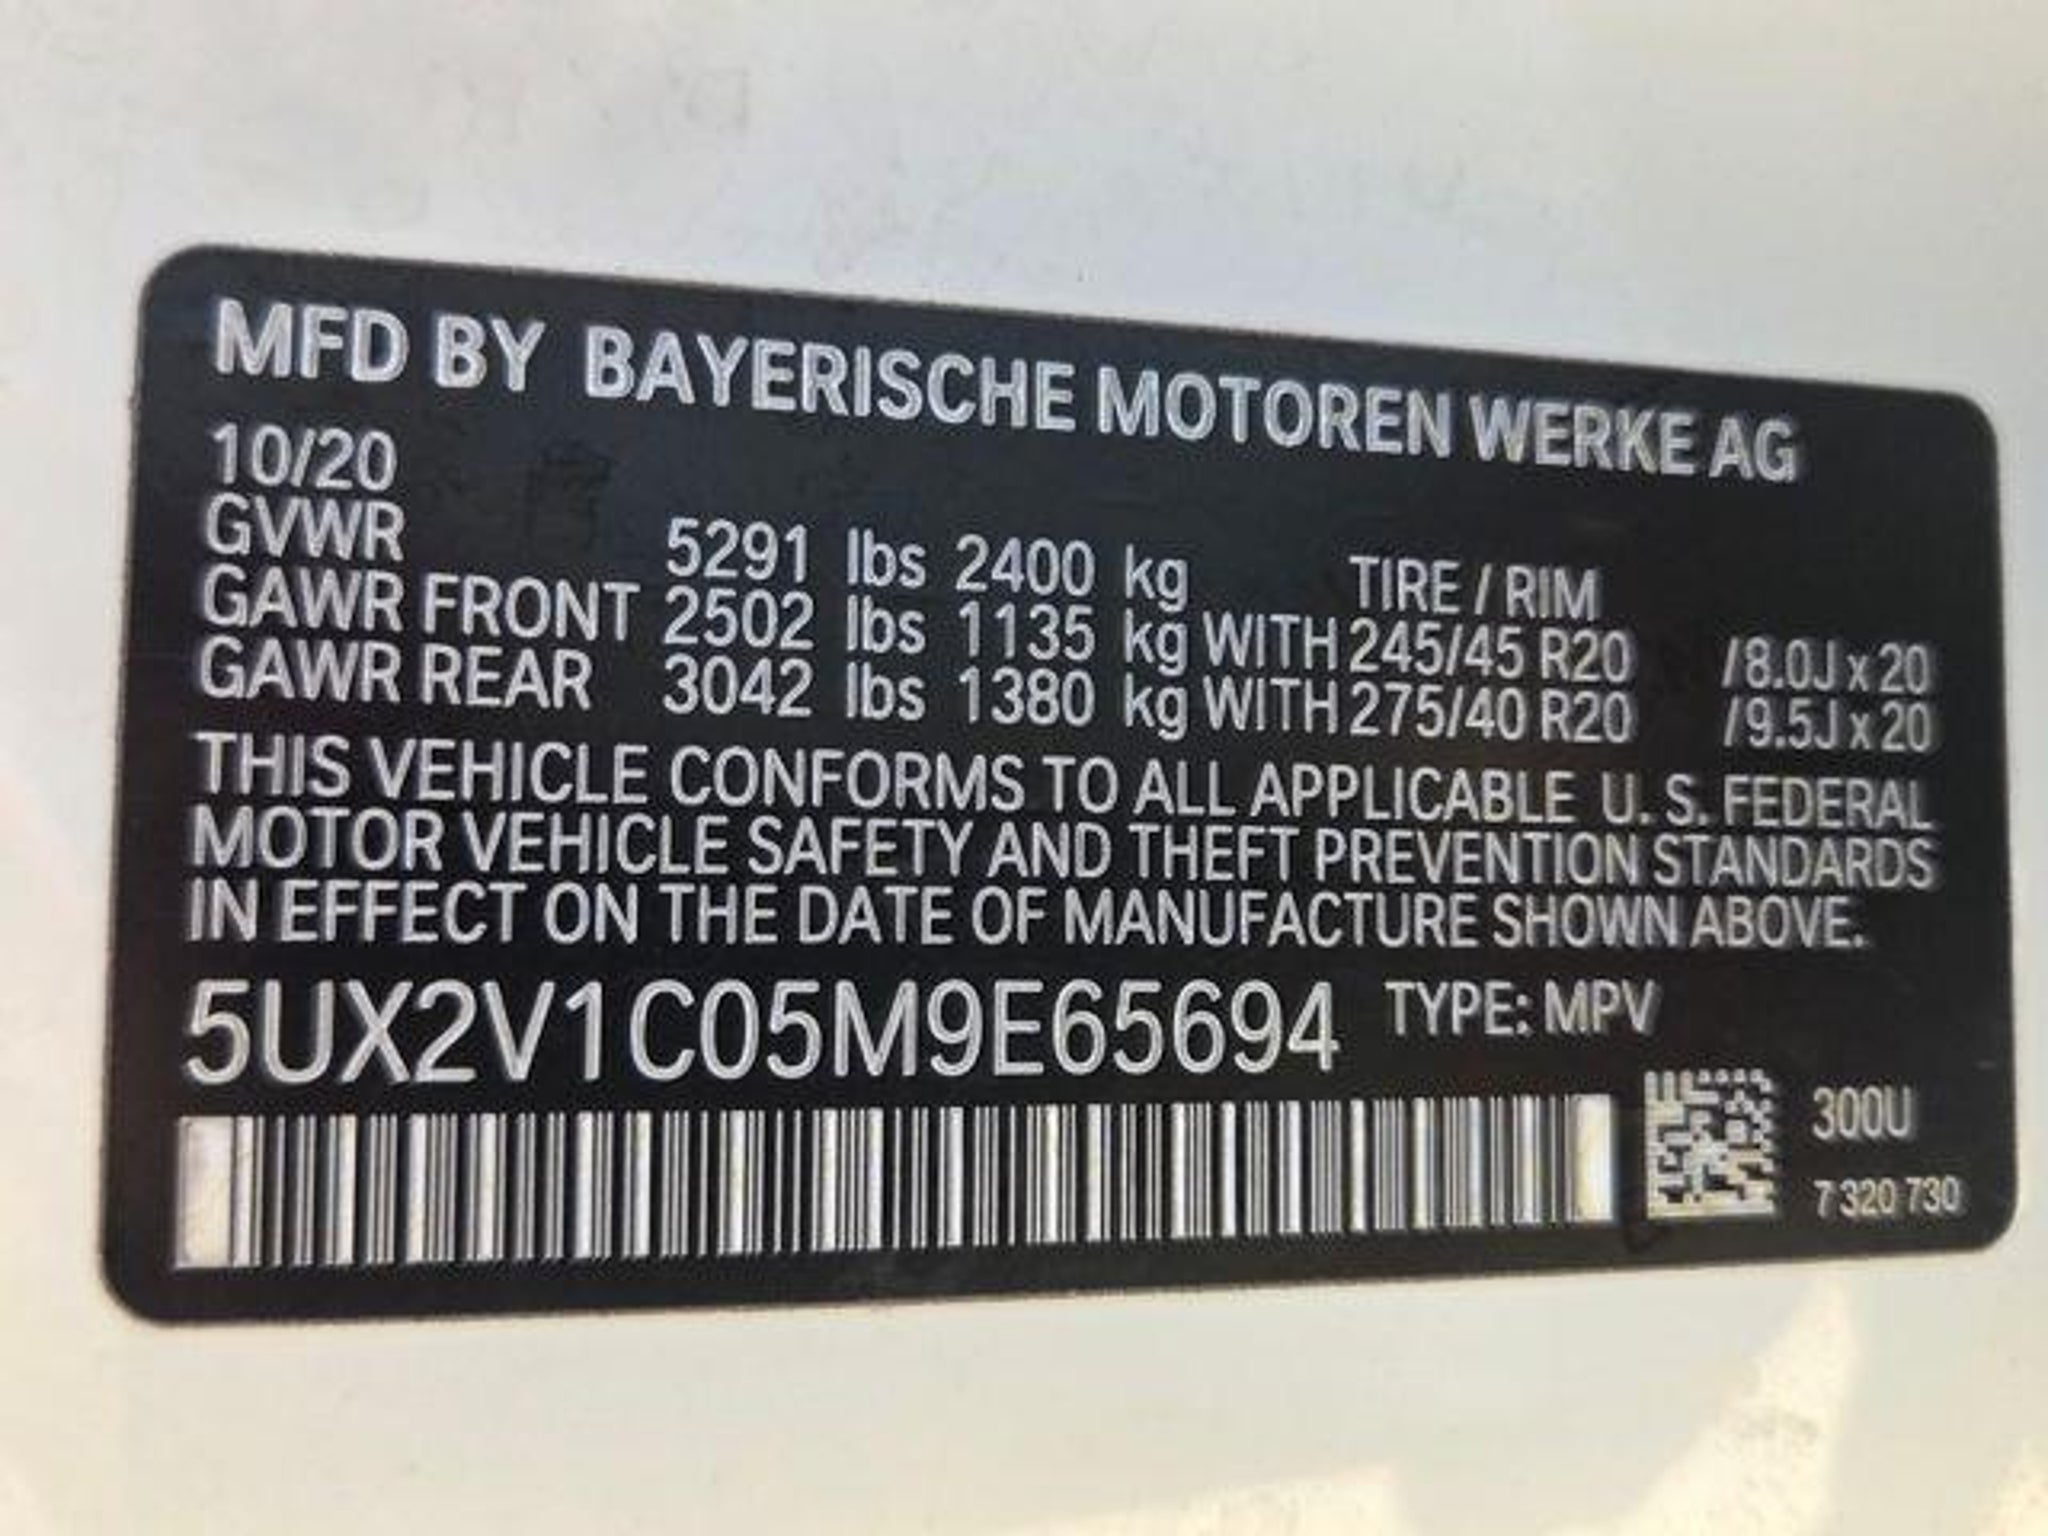 MFD BY BAYERISCHE MOTOREN WERKE AG
10/20
GVWR 5291 lbs 2400 kg TIRE / RIM
GAWR FRONT 2502 lbs 1135 kg WITH 245/45 R20 /8.0J x 20
GAWR REAR 3042 lbs 1380 kg WITH 275/40 R20 /9.5J x 20
THIS VEHICLE CONFORMS TO ALL APPLICABLE U. S. FEDERAL
MOTOR VEHICLE SAFETY AND THEFT PREVENTION STANDARDS
IN EFFECT ON THE DATE OF MANUFACTURE SHOWN ABOVE.
5UX2V1C05M9E65694 TYPE: MPV
300U
7 320 730